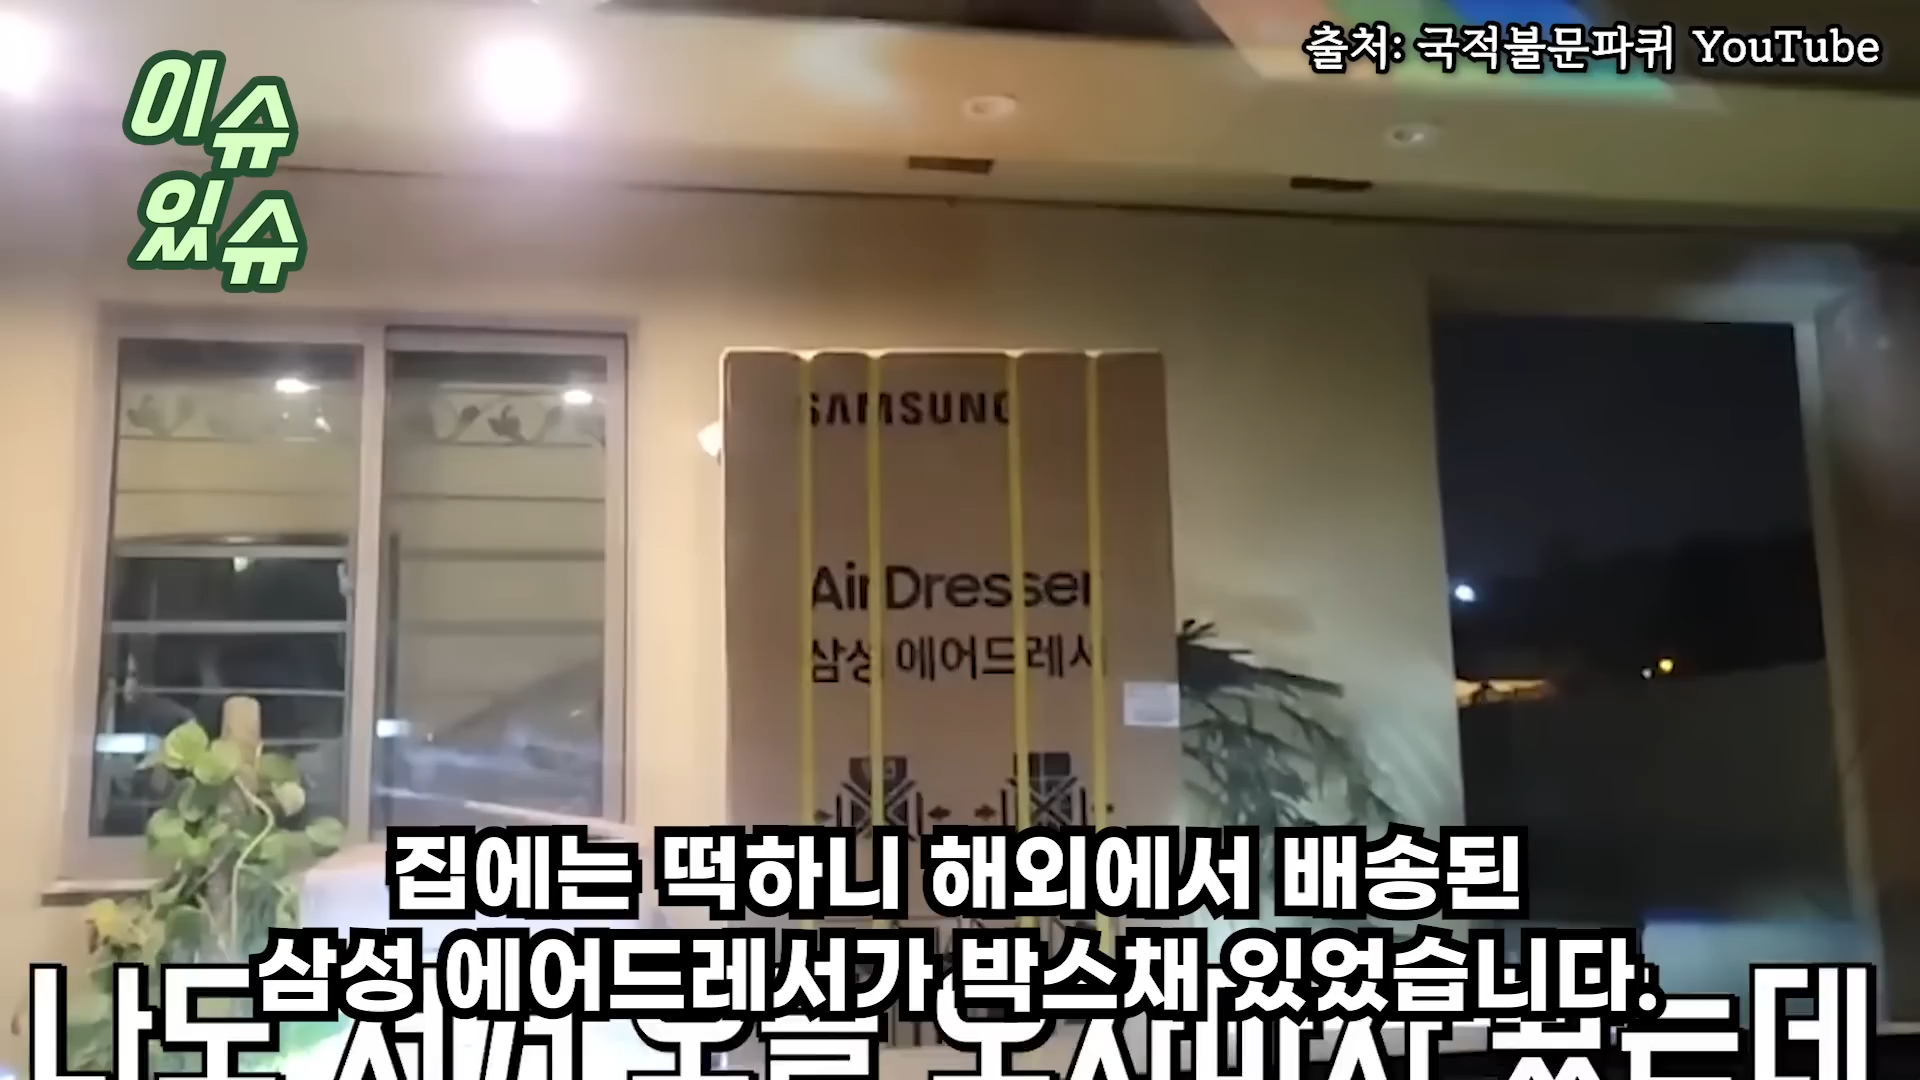 출처: 국적불문파퀴 YouTube
이슈
있슈
SAMSUNG
AirDresser
삼성 에어드레서
집에는 떡하니 해외에서 배송된
삼성 에어드레서가 박스채 있었습니다.